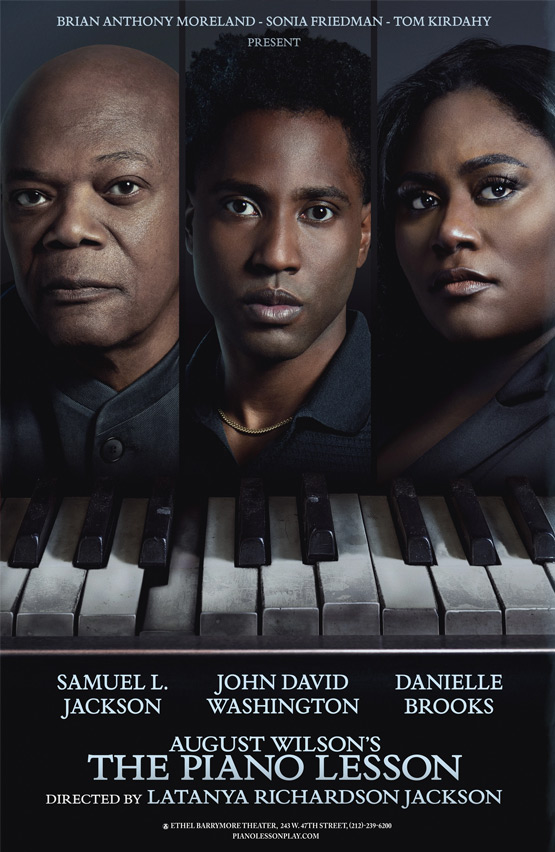 BRIAN ANTHONY MORELAND - SONIA FRIEDMAN - TOM KIRDAHY
PRESENT
SAMUEL L.
JACKSON
JOHN DAVID
WASHINGTON
DANIELLE
BROOKS
AUGUST WILSON'S
THE PIANO LESSON
DIRECTED BY LATANYA RICHARDSON JACKSON
ETHEL BARRYMORE THEATER, 243 W. 47TH STREET, (212)-239-6200
PIANOLESSONPLAY.COM